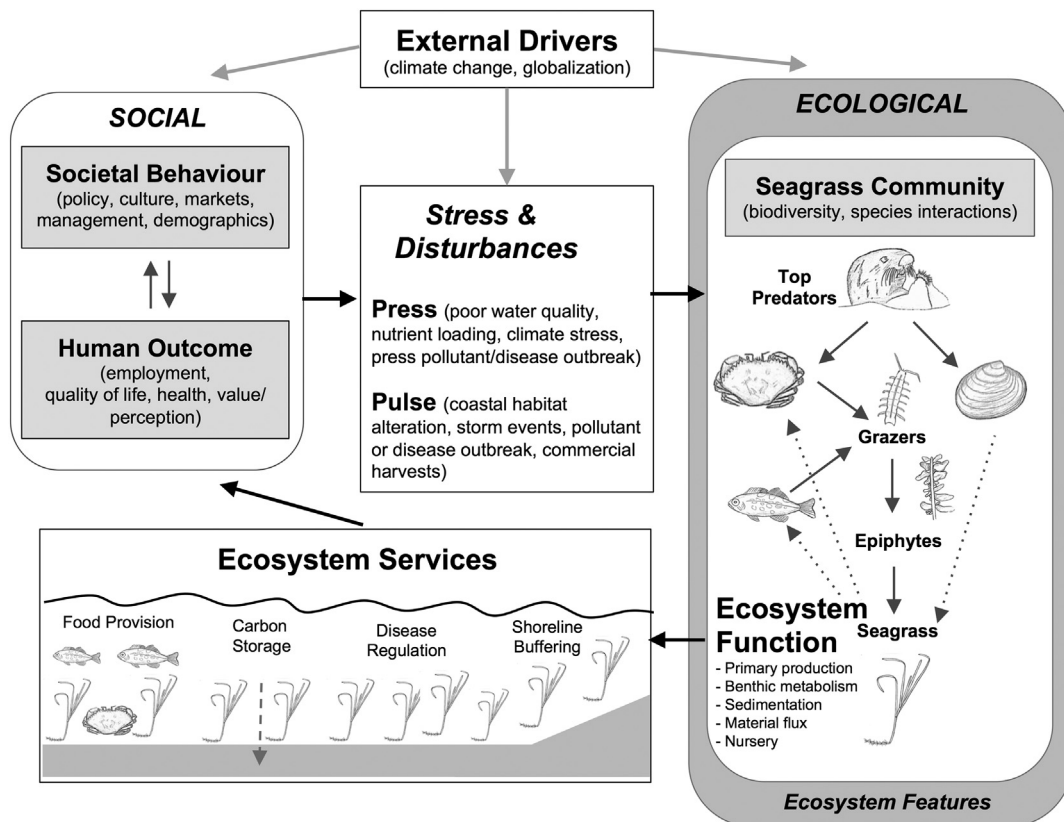 External Drivers
(climate change, globalization)
SOCIAL
Societal Behaviour
(policy, culture, markets,
management, demographics)
Human Outcome
(employment,
quality of life, health, value/
perception)
Stress &
Disturbances
Press (poor water quality,
nutrient loading, climate stress,
press pollutant/disease outbreak)
Pulse (coastal habitat
alteration, storm events, pollutant
or disease outbreak, commercial
harvests)
ECOLOGICAL
Seagrass Community
(biodiversity, species interactions)
Top
Predators
Grazers
Epiphytes
Seagrass
Ecosystem
Function
- Primary production
- Benthic metabolism
- Sedimentation
- Material flux
- Nursery
Ecosystem Features
Ecosystem Services
Food Provision
Carbon
Storage
Disease
Regulation
Shoreline
Buffering